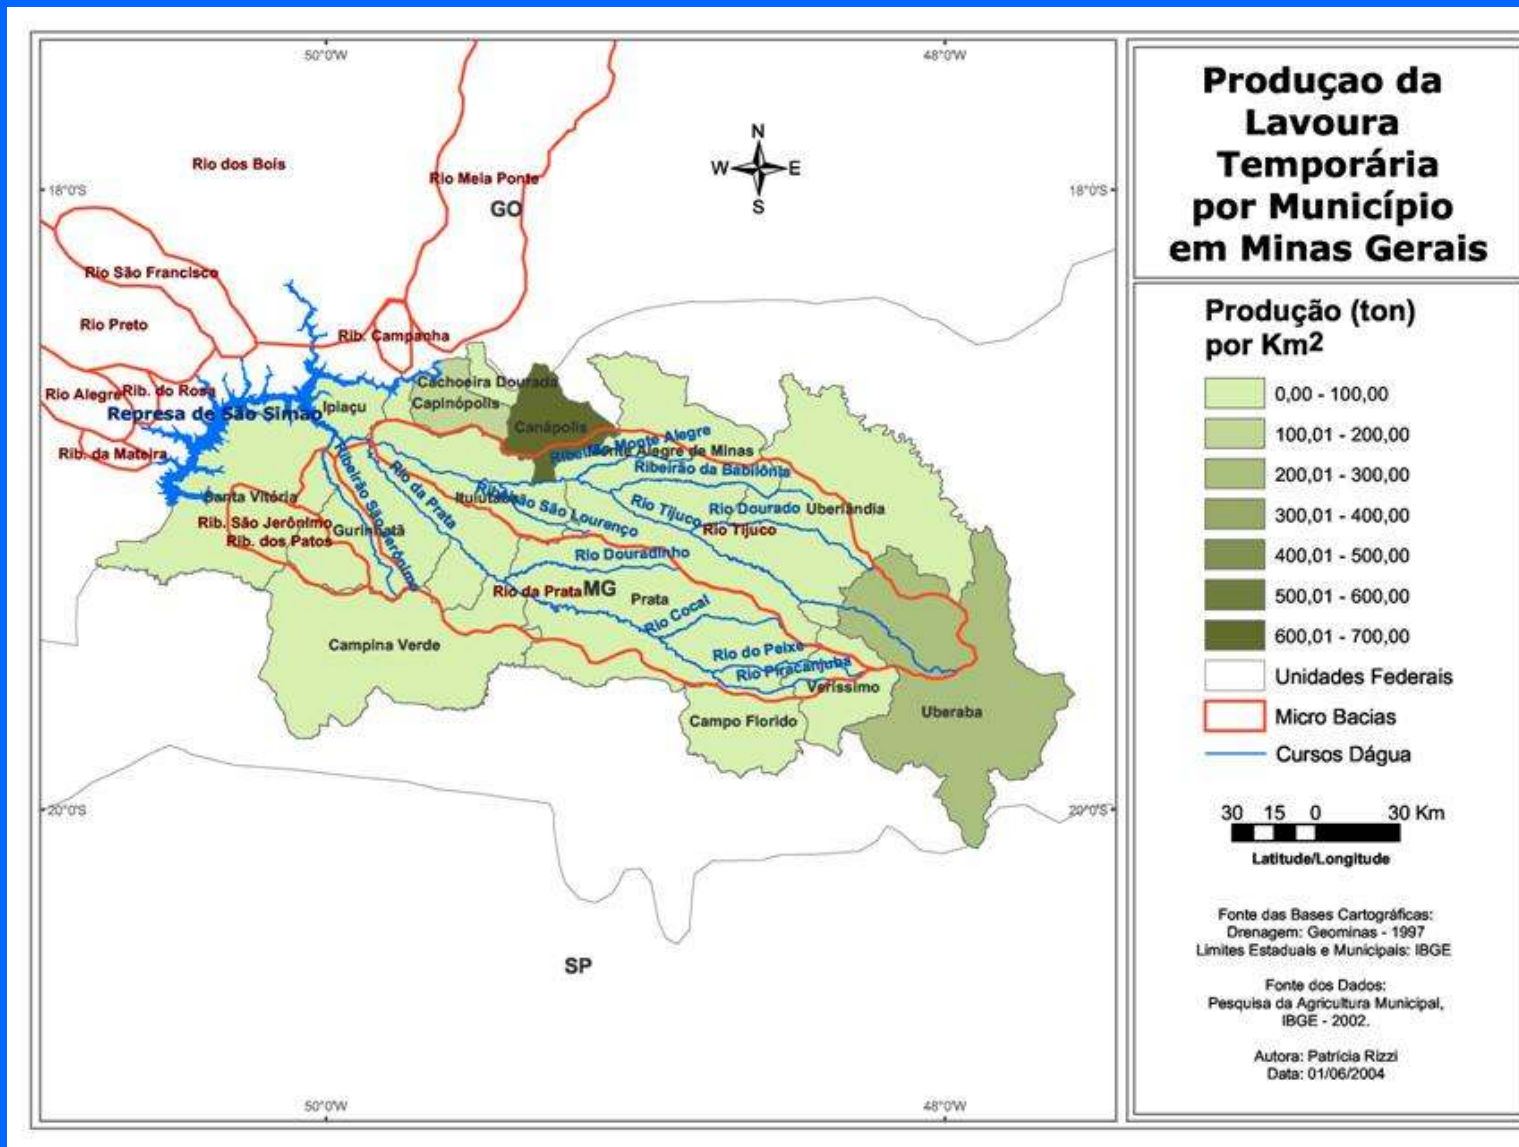 Produçao da
Lavoura
Temporária
por Município
em Minas Gerais
Produção (ton)
por Km2
0,00 - 100,00
100,01 - 200,00
200,01 - 300,00
300,01 - 400,00
400,01 - 500,00
500,01 - 600,00
600,01 - 700,00
Unidades Federais
Micro Bacias
Cursos Dágua
30 15 0 30 Km
Latitude/Longitude
Fonte das Bases Cartográficas:
Drenagem: Geominas - 1997
Limites Estaduais e Municipais: IBGE
Fonte dos Dados:
Pesquisa da Agricultura Municipal,
IBGE - 2002.
Autora: Patrícia Rizzi
Data: 01/06/2004
50°0'W
48°0'W
N
W
E
S
Rio dos Bois
Rio Meia Ponte
18°0'S
18°0'S
GO
Rio São Francisco
Rio Preto
Rib. Campanha
Rio Alegre
Rib. do Rosa
Cachoeira Dourada
Capinópolis
Ipiaçu
Represa de São Simão
Canápolis
Ribeirão Monte Alegre
Monte Alegre de Minas
Rib. da Mateira
Ribeirão da Babilônia
Rio da Prata
Santa Vitória
Ribeirão São Lourenço
Rio Tijuco
Rio Dourado
Uberlândia
Rib. São Jerônimo
Gurinhatã
Ribeirão São Jerônimo
Rio Tijuco
Rib. dos Patos
Rio Douradinho
Rio da Prata
MG
Prata
Rio Cocal
Campina Verde
Rio do Peixe
Rio Piracanjuba
Veríssimo
Campo Florido
Uberaba
20°0'S
20°0'S
SP
50°0'W
48°0'W